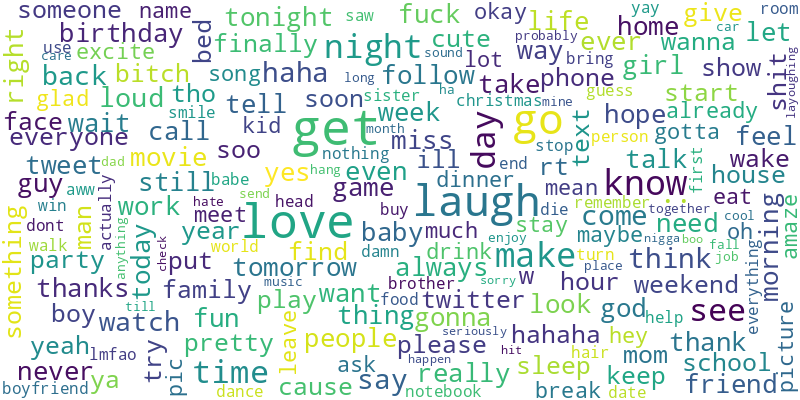 someone name
tonight saw fuck okay yay room
birthday bed life give let
right excite finally night cute ever wanna home car
use care back bitch song haha follow lot way probably bring
glad loud tho tell soon sound long take phone girl show shit layoughing
face wait call kid smile sister ha christmas mine guess start already
everyone soo get week miss day go text hope person gotta feel
tweet dad month nothing ill rt stop talk wake
guy aww still babe yes hang even end mean know first house
movie send game dinner die remember eat
win actually work hate meet head love buy laugh stay come need together cool amaze
something man dont year baby much oh morning
walk anything today put check world find damn drink enjoy make maybe nigga boo fall
party tomorrow always turn think job everything
thanks family music brother food w hour place weekend see
boy till play want sorry twitter look god help
watch fun leave thing gonna hahaha hey thank picture
yeah lmfao try pretty people please seriously hit hair mom school
never pic time ask really sleep keep friend
boyfriend ya dance cause say happen notebook break date